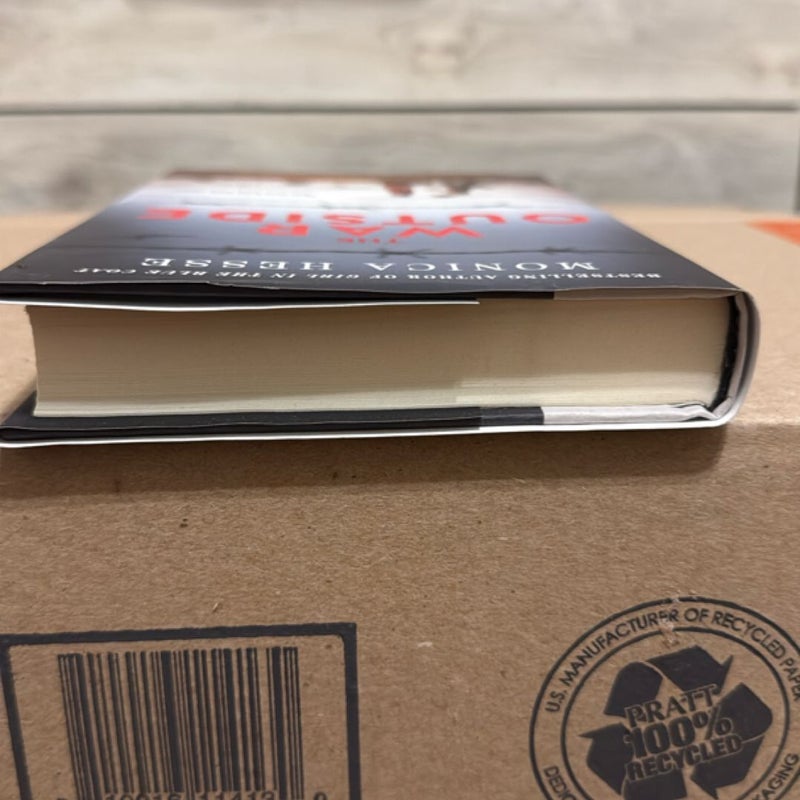 BESTSELLING AUTHOR OF GIRL IN THE BLUE COAT
MONICA HESSE
THE
WAR
OUTSIDE
U.S. MANUFACTURER OF RECYCLED PAPER
PRATT
100%
RECYCLED